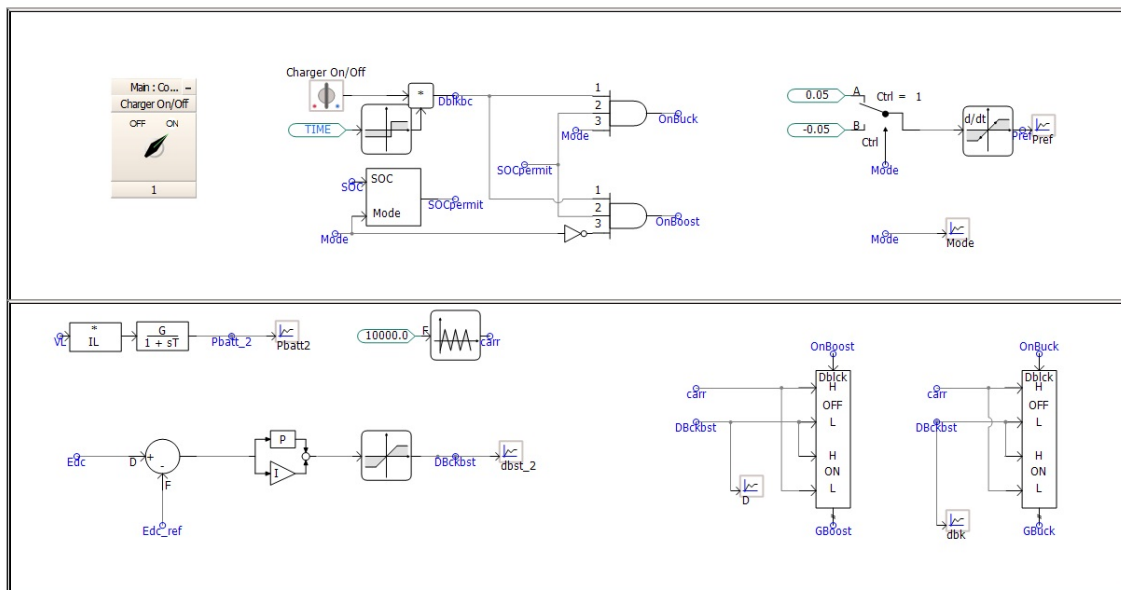 Main : Co...
Charger On/Off
OFF ON
1
Charger On/Off
*
Dblkbc
TIME
1
2
3
Mode
OnBuck
SOCpermit
SOC
SOC
Mode
SOCpermit
Mode
1
2
3
OnBoost
0.05
A
Ctrl = 1
-0.05
B
Ctrl
Mode
d/dt
Pref
Pref
Mode
Mode
VL
*
IL
G
1 + sT
Pbatt_2
Pbatt2
10000.0
F
carr
Edc
D
+
-
F
Edc_ref
P
I
DBckbst
dbst_2
OnBoost
Dblck
carr
H
OFF
DBckbst
L
H
ON
D
L
GBoost
OnBuck
Dblck
carr
H
OFF
DBckbst
L
H
ON
L
dbk
GBuck